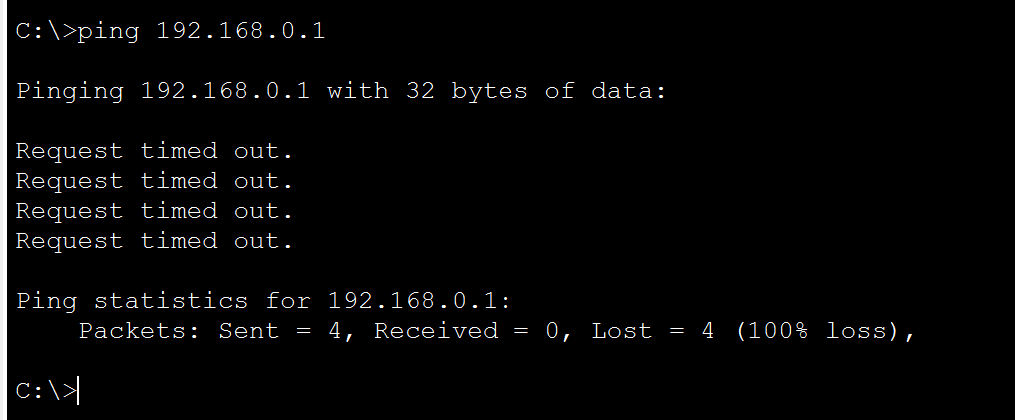 C:\>ping 192.168.0.1
Pinging 192.168.0.1 with 32 bytes of data:
Request timed out.
Request timed out.
Request timed out.
Request timed out.
Ping statistics for 192.168.0.1:
    Packets: Sent = 4, Received = 0, Lost = 4 (100% loss),
C:\>